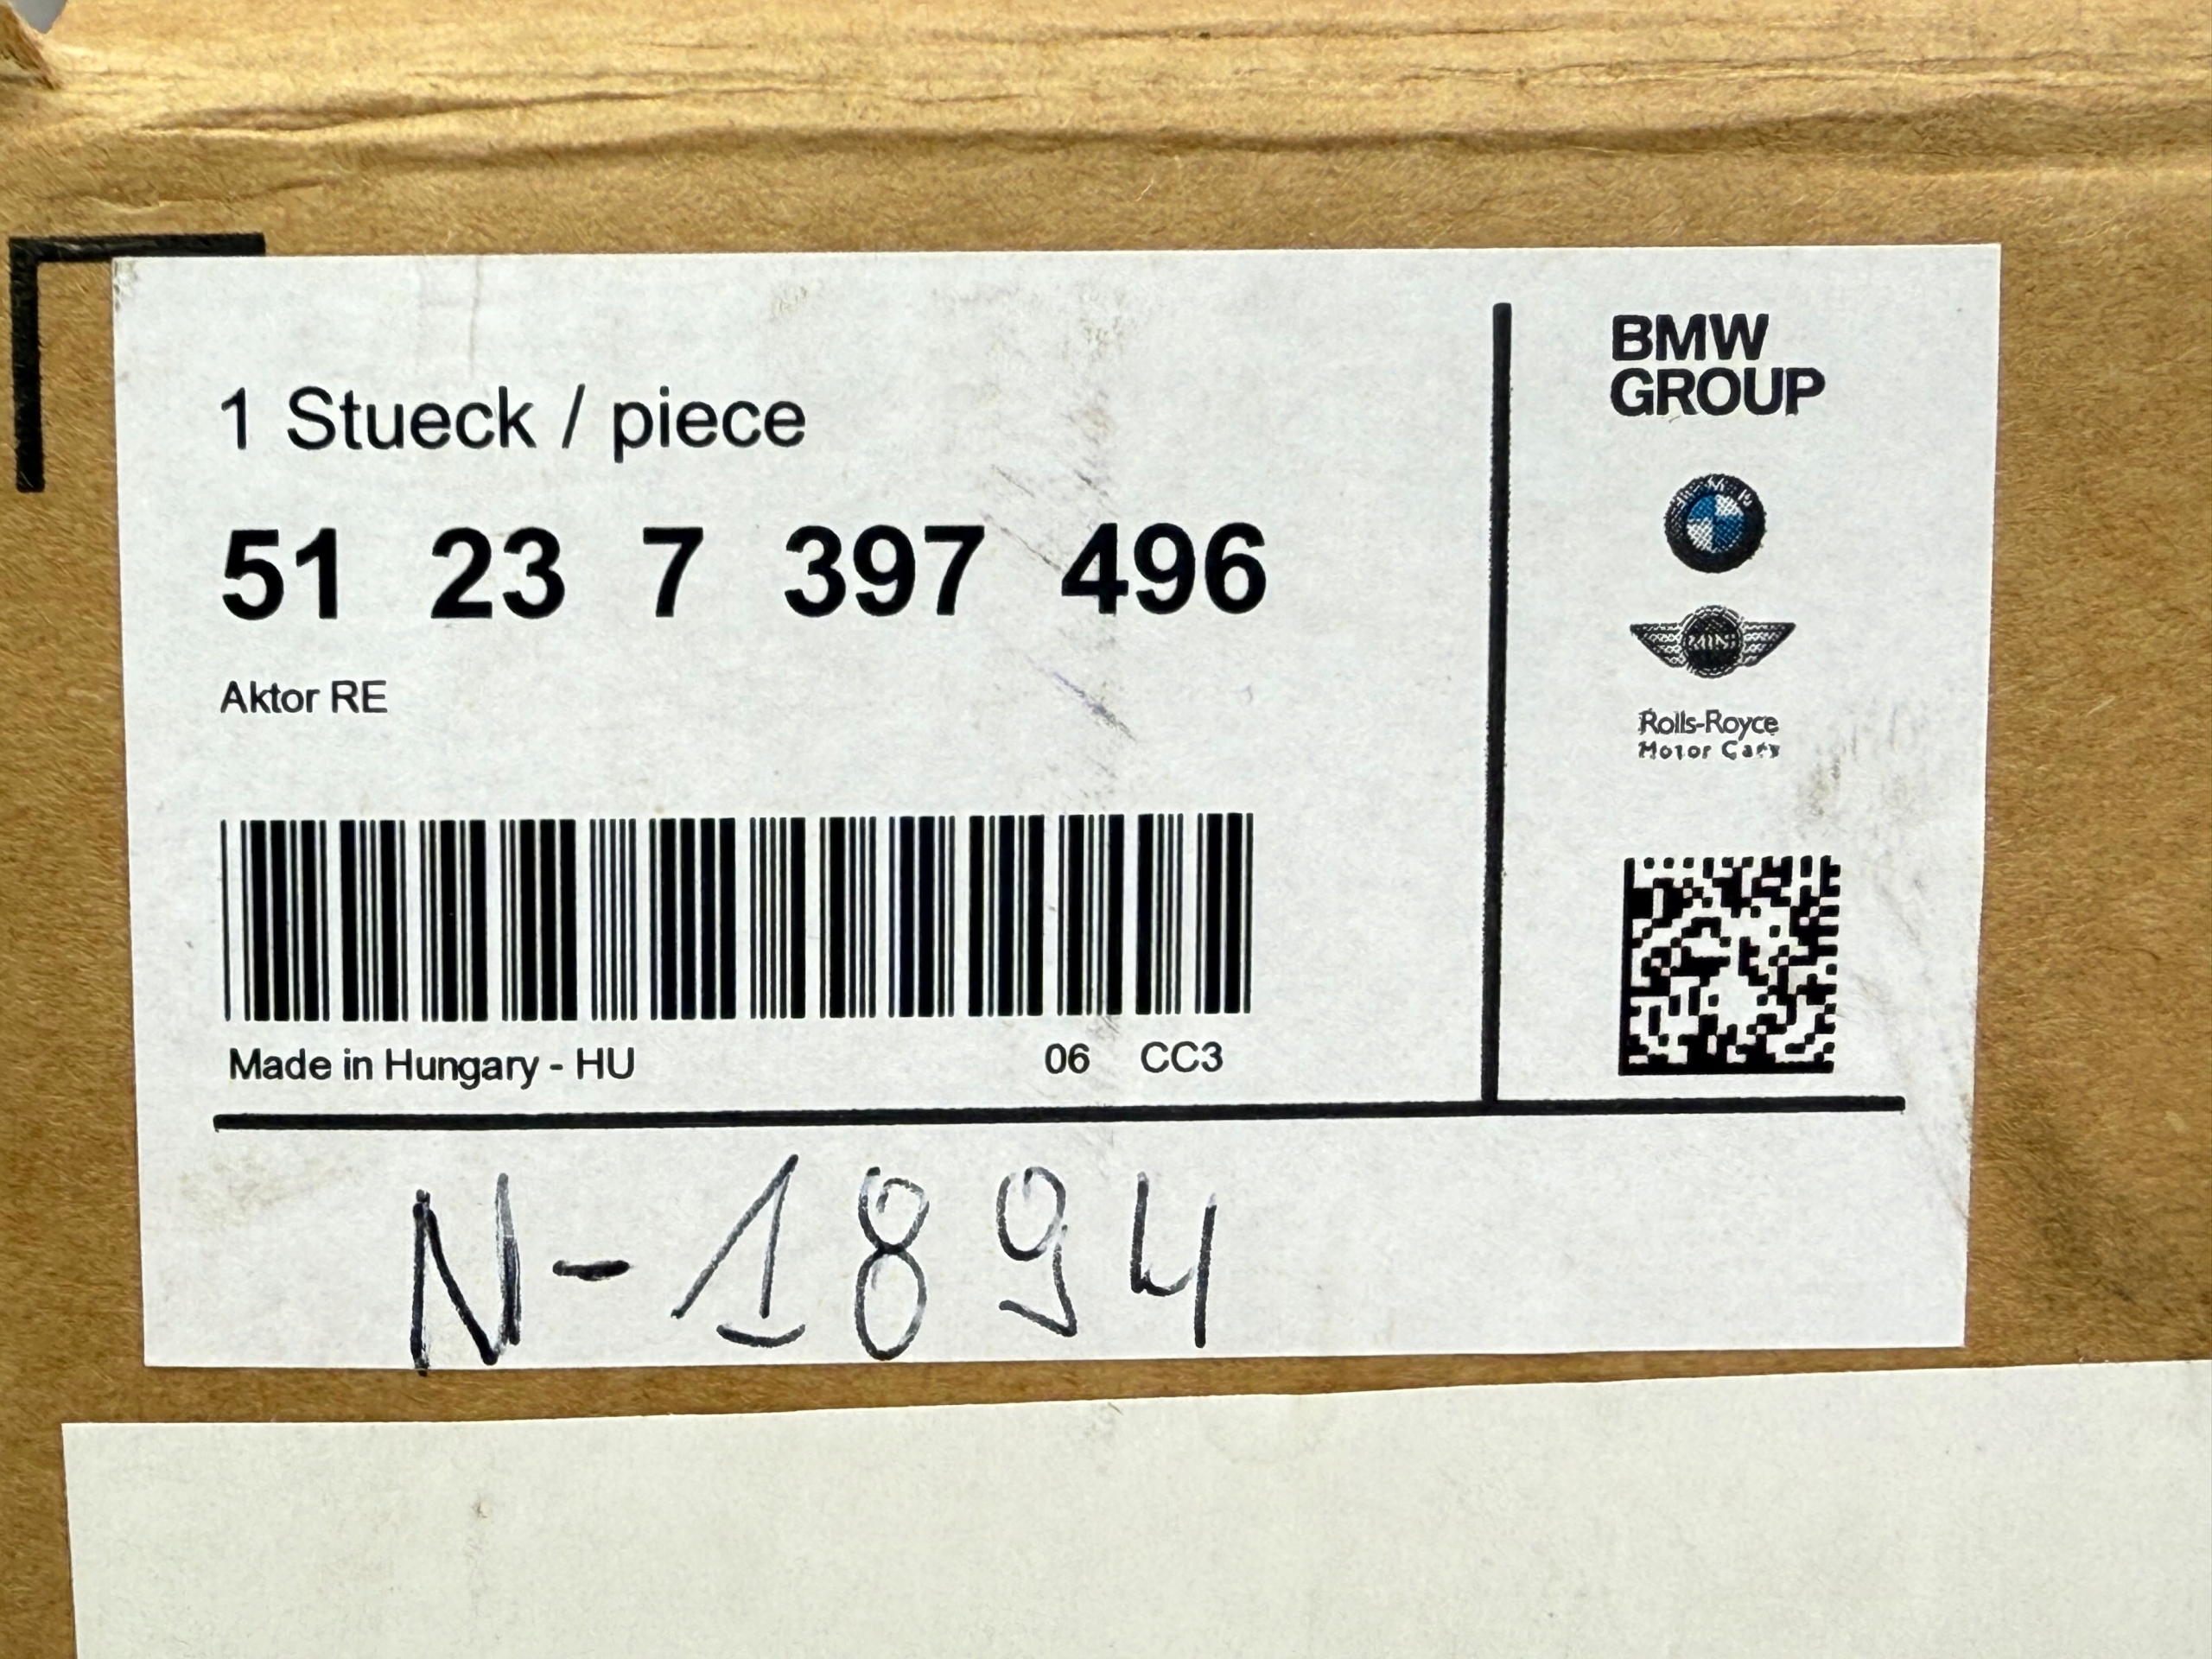 1 Stueck / piece
51 23 7 397 496
Aktor RE
Made in Hungary - HU 06 CC3
BMW
GROUP
MINI
Rolls-Royce
Motor Cars
N-1894